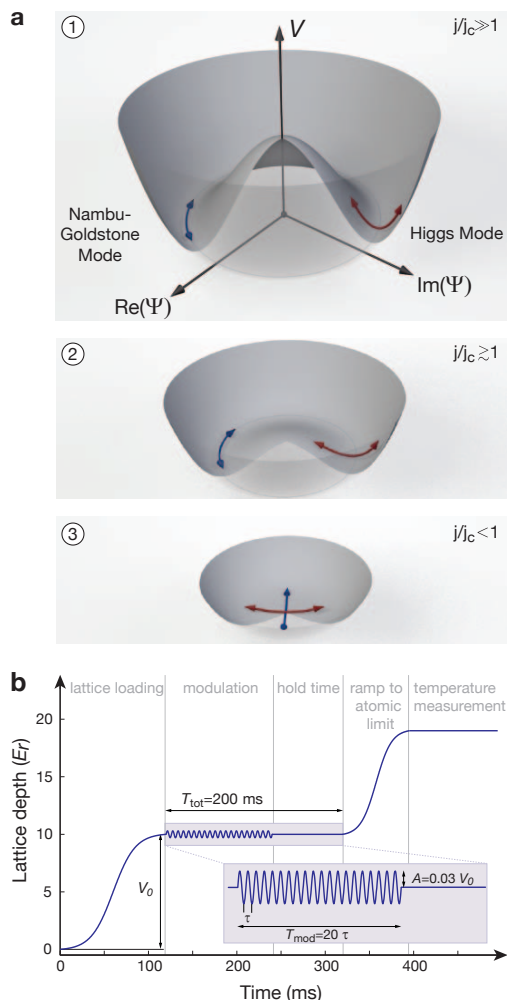 a
① V j/jc≫1
Nambu-
Goldstone
Mode
Higgs Mode
Re(Ψ)
Im(Ψ)
② j/jc≳1
③ j/jc<1
b
lattice loading modulation hold time ramp to atomic limit temperature measurement
Lattice depth (Er)
20
15
10
5
0
Ttot=200 ms
V0
A=0.03 V0
τ
Tmod=20 τ
0 100 200 300 400
Time (ms)